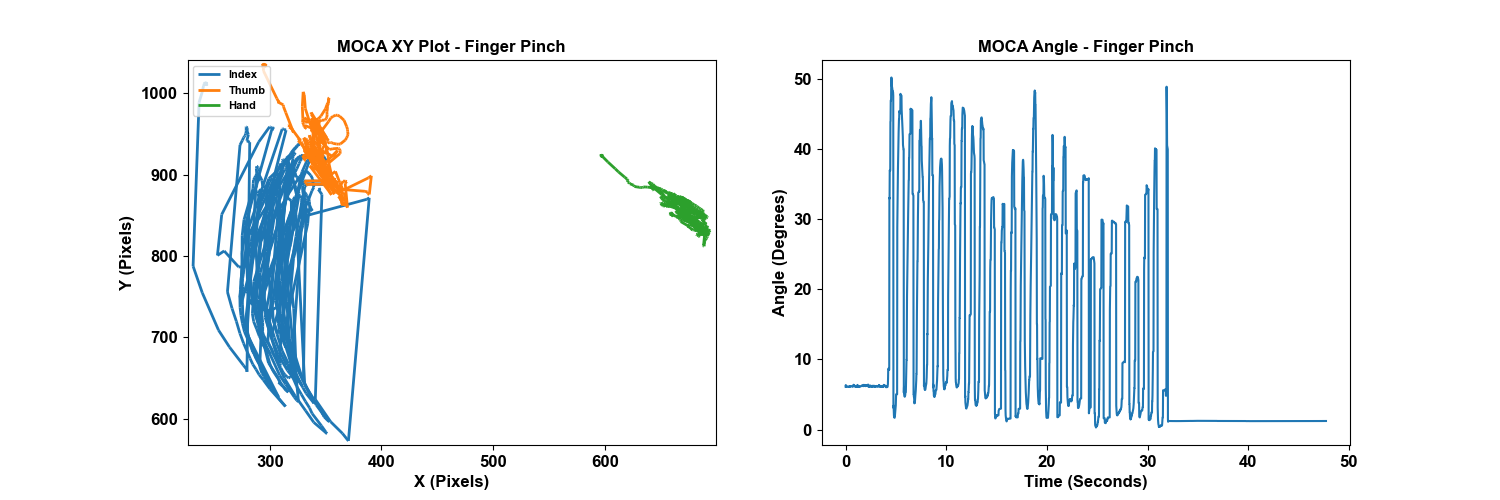 MOCA XY Plot - Finger Pinch
Index
Thumb
Hand
1000
900
800
700
600
Y (Pixels)
300 400 500 600
X (Pixels)
MOCA Angle - Finger Pinch
50
40
30
20
10
0
Angle (Degrees)
0 10 20 30 40 50
Time (Seconds)